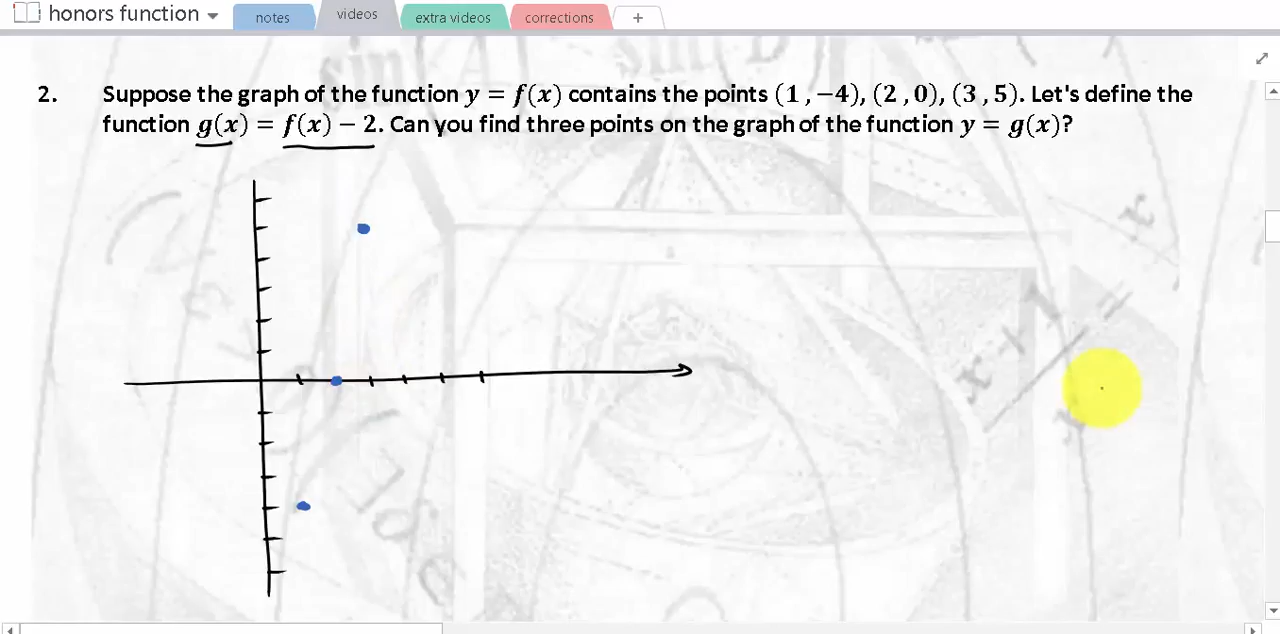 honors function
notes
videos
extra videos
corrections
+
2. Suppose the graph of the function y = f(x) contains the points (1 , −4), (2 , 0), (3 , 5). Let's define the
function g(x) = f(x) − 2. Can you find three points on the graph of the function y = g(x)?